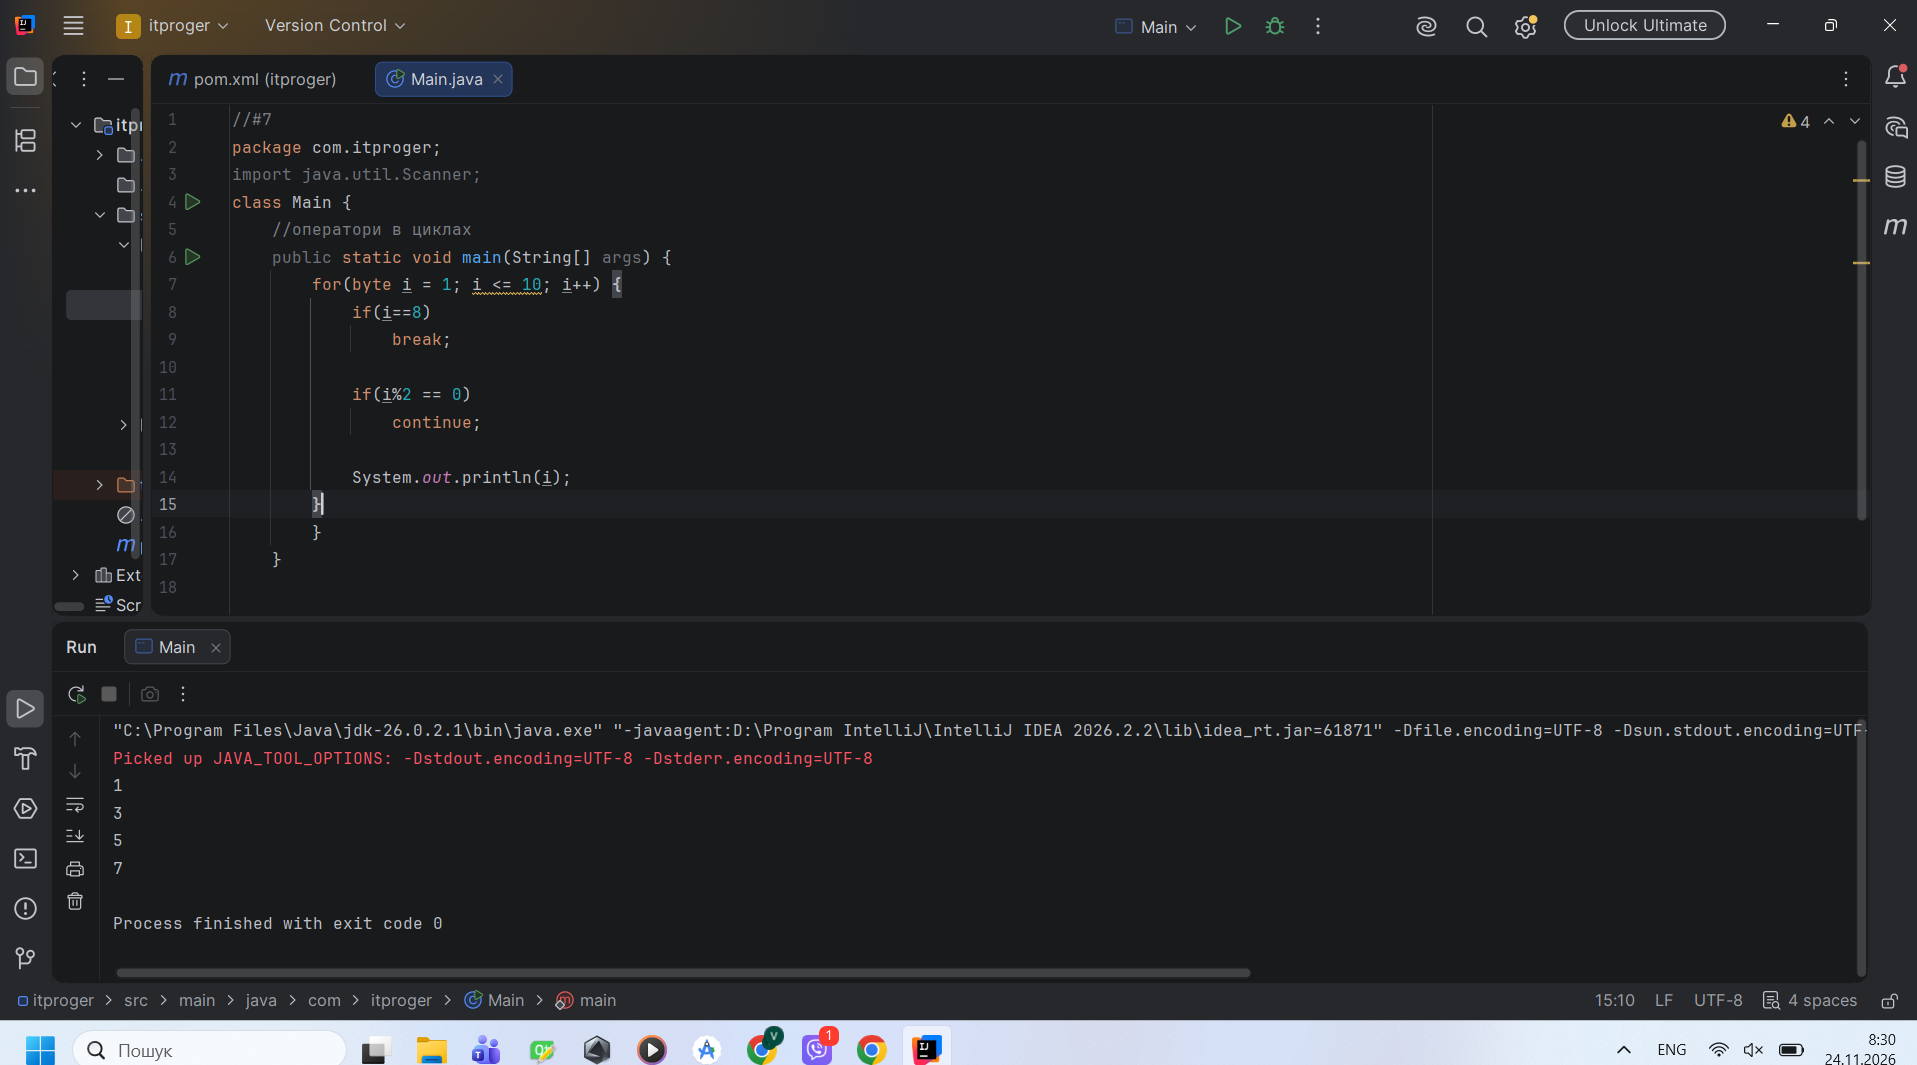 itproger
Version Control
Main
Unlock Ultimate
pom.xml (itproger)
Main.java
itpr
4
1 //#7
2 package com.itproger;
3 import java.util.Scanner;
4 class Main {
5 //оператори в циклах
6 public static void main(String[] args) {
7 for(byte i = 1; i <= 10; i++) {
8 if(i==8)
9 break;
10
11 if(i%2 == 0)
12 continue;
13
14 System.out.println(i);
15 }
16 }
17 }
18
Ext
Scr
Run
Main
"C:\Program Files\Java\jdk-26.0.2.1\bin\java.exe" "-javaagent:D:\Program IntelliJ\IntelliJ IDEA 2026.2.2\lib\idea_rt.jar=61871" -Dfile.encoding=UTF-8 -Dsun.stdout.encoding=UTF-
Picked up JAVA_TOOL_OPTIONS: -Dstdout.encoding=UTF-8 -Dstderr.encoding=UTF-8
1
3
5
7
Process finished with exit code 0
itproger > src > main > java > com > itproger > Main > main
15:10 LF UTF-8 4 spaces
Пошук
V
1
ENG
8:30
24.11.2026